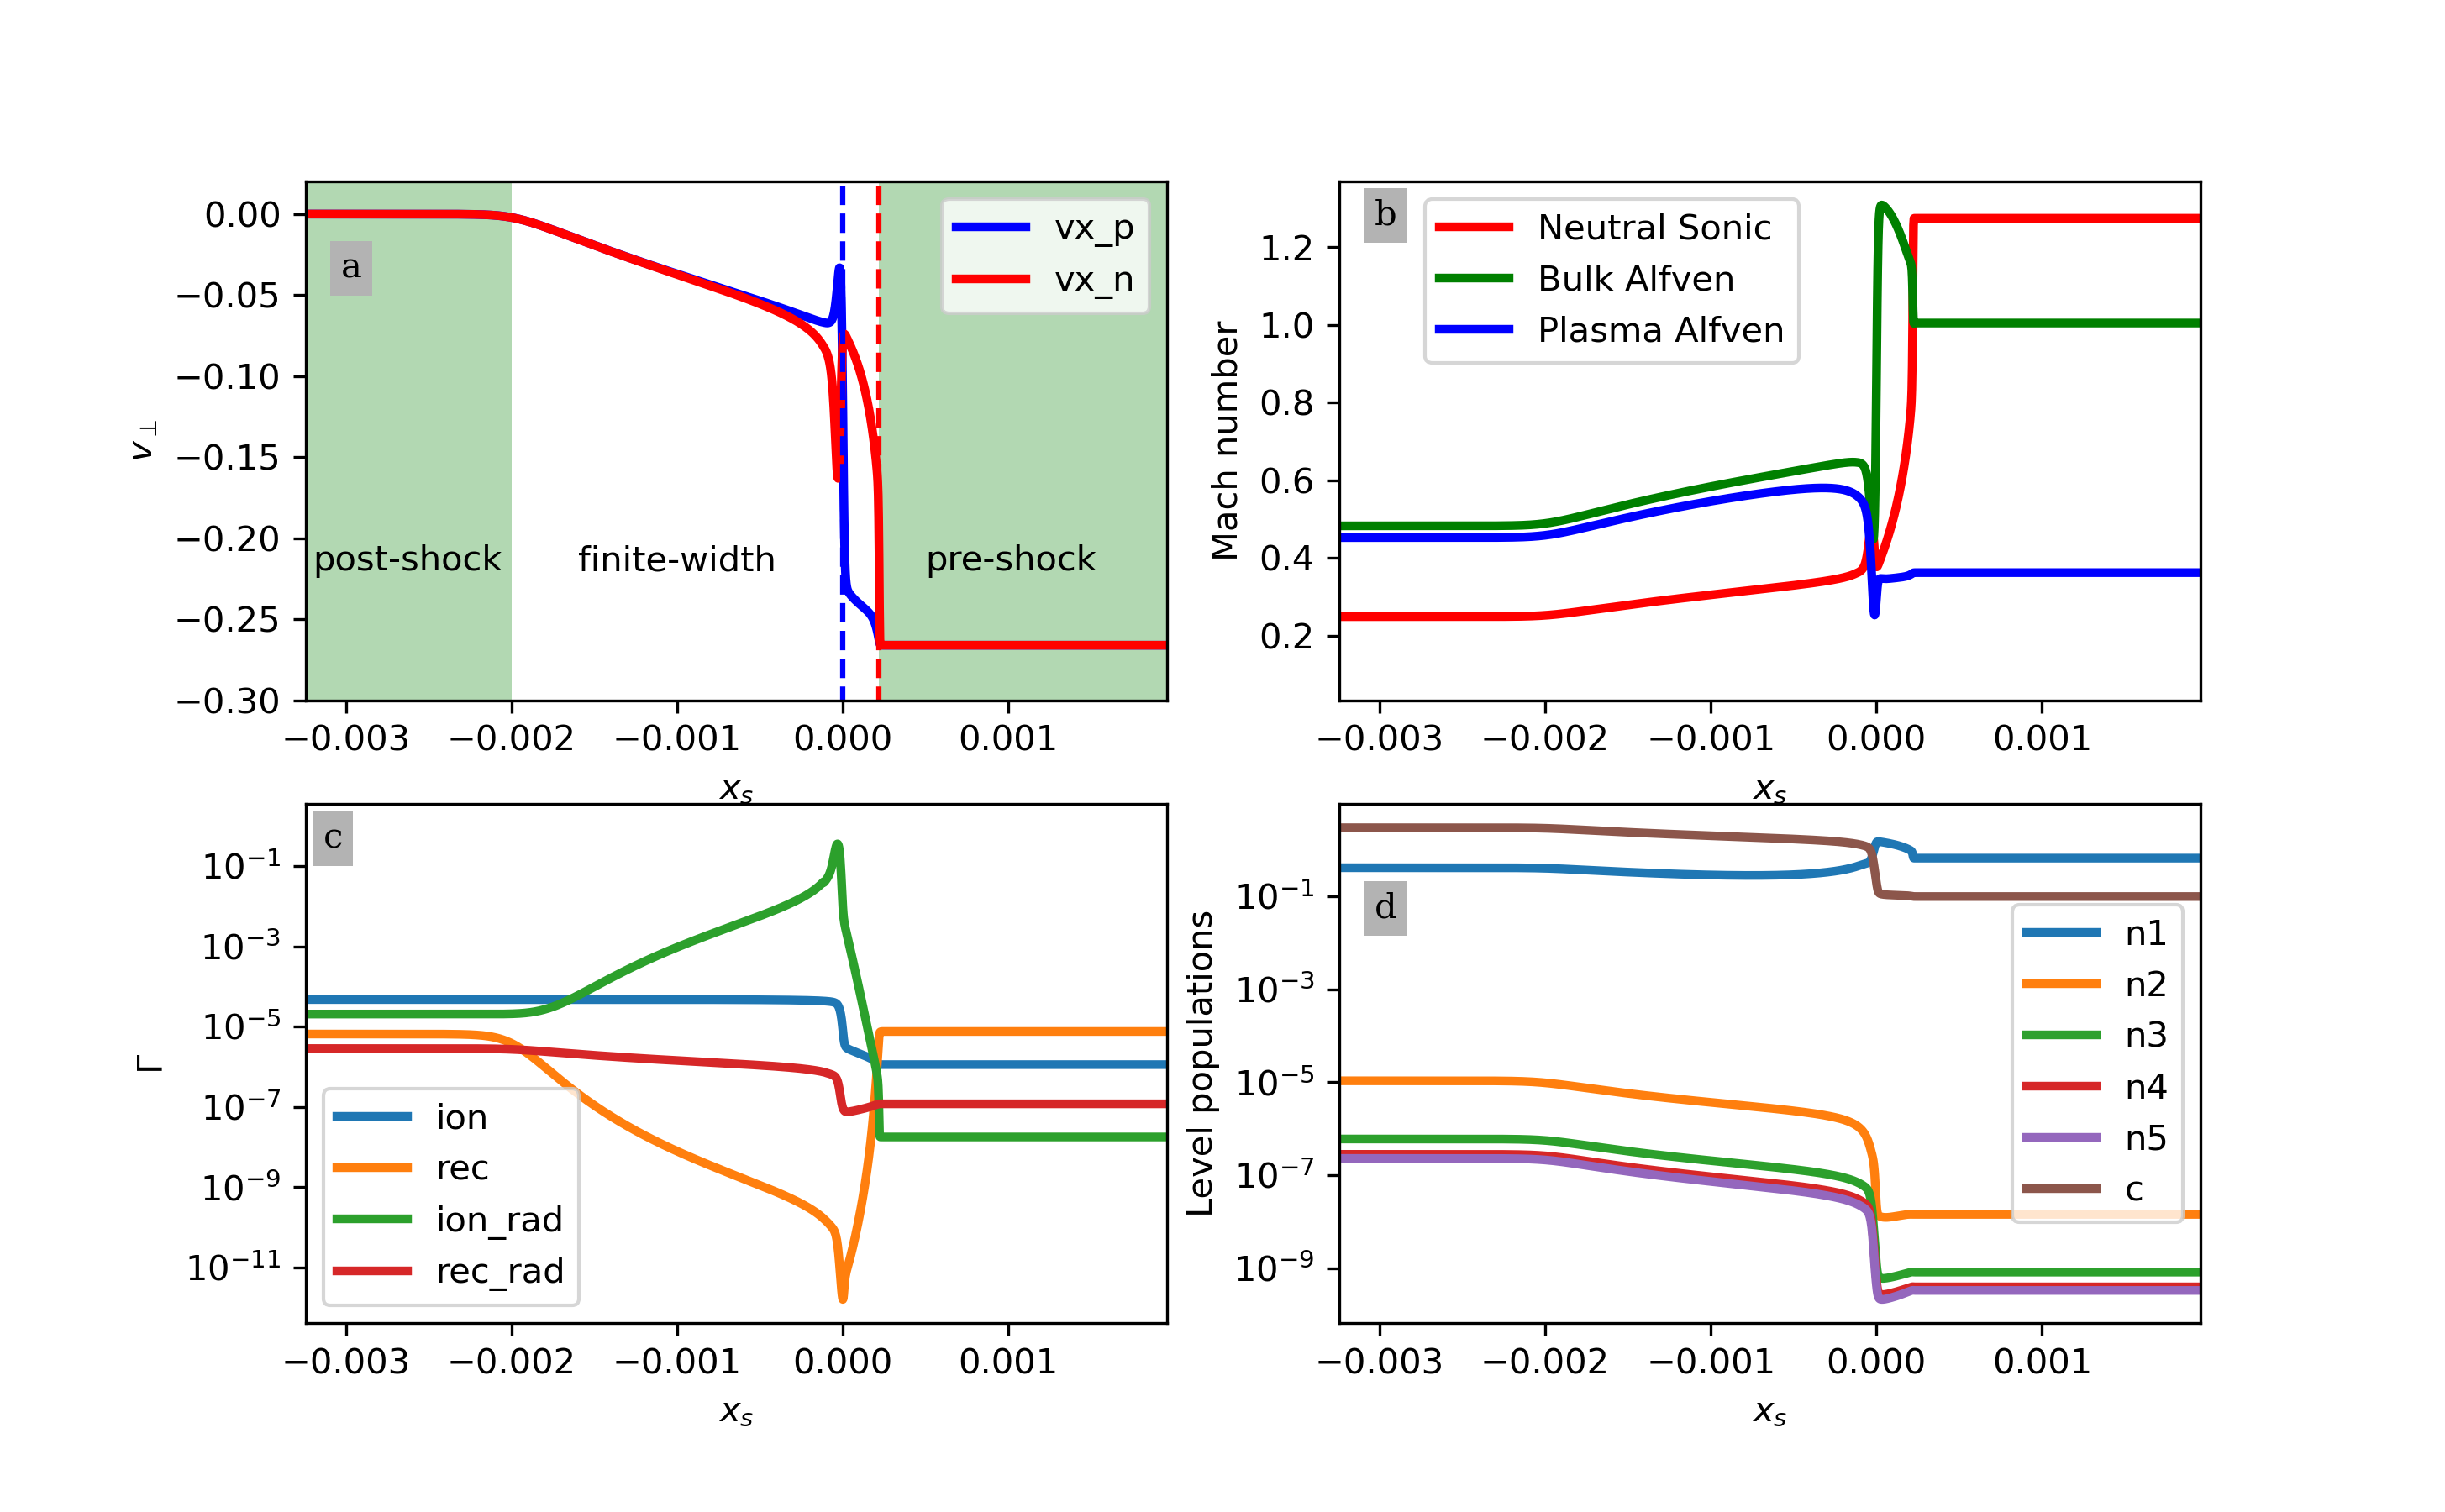 a
vx_p
vx_n
post-shock
finite-width
pre-shock
0.00
−0.05
−0.10
−0.15
−0.20
−0.25
−0.30
v⊥
−0.003
−0.002
−0.001
0.000
0.001
xₛ
b
Neutral Sonic
Bulk Alfven
Plasma Alfven
1.2
1.0
0.8
0.6
0.4
0.2
Mach number
−0.003
−0.002
−0.001
0.000
0.001
xₛ
c
10⁻¹
10⁻³
10⁻⁵
10⁻⁷
10⁻⁹
10⁻¹¹
Γ
ion
rec
ion_rad
rec_rad
−0.003
−0.002
−0.001
0.000
0.001
xₛ
d
10⁻¹
10⁻³
10⁻⁵
10⁻⁷
10⁻⁹
Level populations
n1
n2
n3
n4
n5
c
−0.003
−0.002
−0.001
0.000
0.001
xₛ